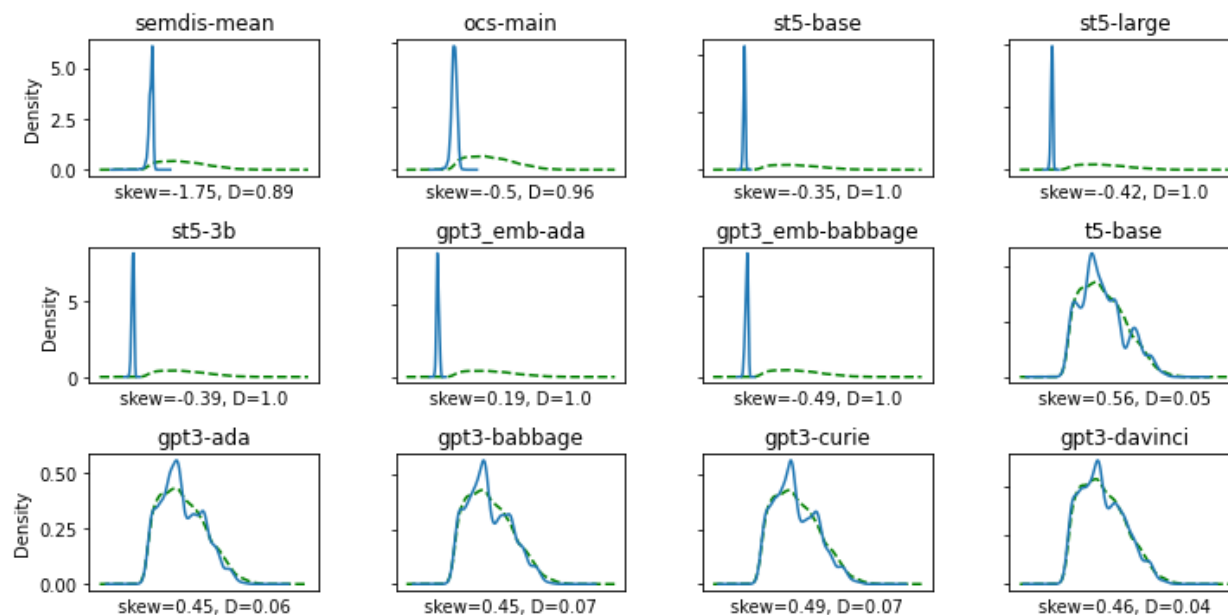 semdis-mean ocs-main st5-base st5-large
Density
5.0
2.5
0.0
skew=-1.75, D=0.89 skew=-0.5, D=0.96 skew=-0.35, D=1.0 skew=-0.42, D=1.0
st5-3b gpt3_emb-ada gpt3_emb-babbage t5-base
Density
5
0
skew=-0.39, D=1.0 skew=0.19, D=1.0 skew=-0.49, D=1.0 skew=0.56, D=0.05
gpt3-ada gpt3-babbage gpt3-curie gpt3-davinci
Density
0.50
0.25
0.00
skew=0.45, D=0.06 skew=0.45, D=0.07 skew=0.49, D=0.07 skew=0.46, D=0.04